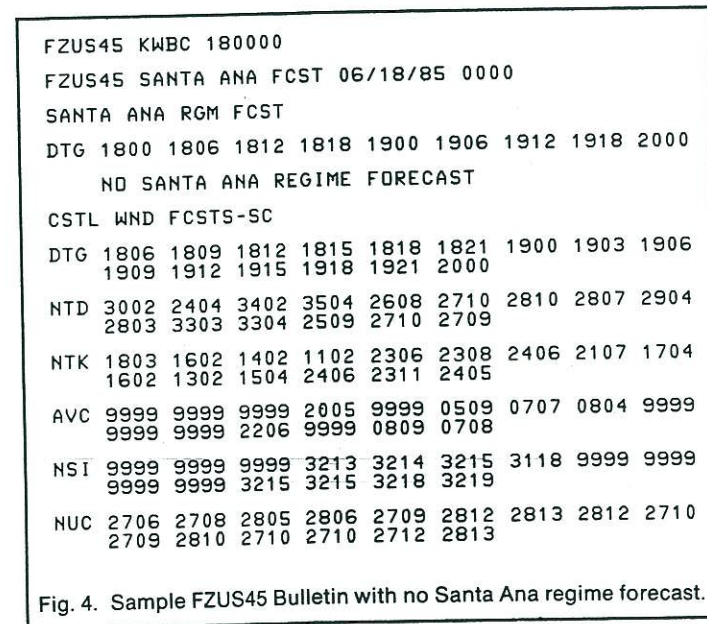 FZUS45 KWBC 180000
FZUS45 SANTA ANA FCST 06/18/85 0000
SANTA ANA RGM FCST
DTG 1800 1806 1812 1818 1900 1906 1912 1918 2000
NO SANTA ANA REGIME FORECAST
CSTL WND FCSTS-SC
DTG 1806 1809 1812 1815 1818 1821 1900 1903 1906
1909 1912 1915 1918 1921 2000
NTD 3002 2404 3402 3504 2608 2710 2810 2807 2904
2803 3303 3304 2509 2710 2709
NTK 1803 1602 1402 1102 2306 2308 2406 2107 1704
1602 1302 1504 2406 2311 2405
AVC 9999 9999 9999 2005 9999 0509 0707 0804 9999
9999 9999 2206 9999 0809 0708
NSI 9999 9999 9999 3213 3214 3215 3118 9999 9999
9999 9999 3215 3215 3218 3219
NUC 2706 2708 2805 2806 2709 2812 2813 2812 2710
2709 2810 2710 2710 2712 2813
Fig. 4. Sample FZUS45 Bulletin with no Santa Ana regime forecast.